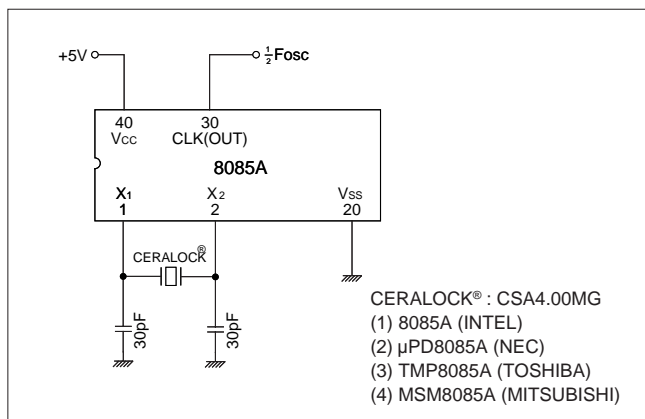 +5V
½Fosc
40
30
Vcc
CLK(OUT)
8085A
X1
X2
Vss
1
2
20
CERALOCK®
30pF
30pF
CERALOCK® : CSA4.00MG
(1) 8085A (INTEL)
(2) µPD8085A (NEC)
(3) TMP8085A (TOSHIBA)
(4) MSM8085A (MITSUBISHI)